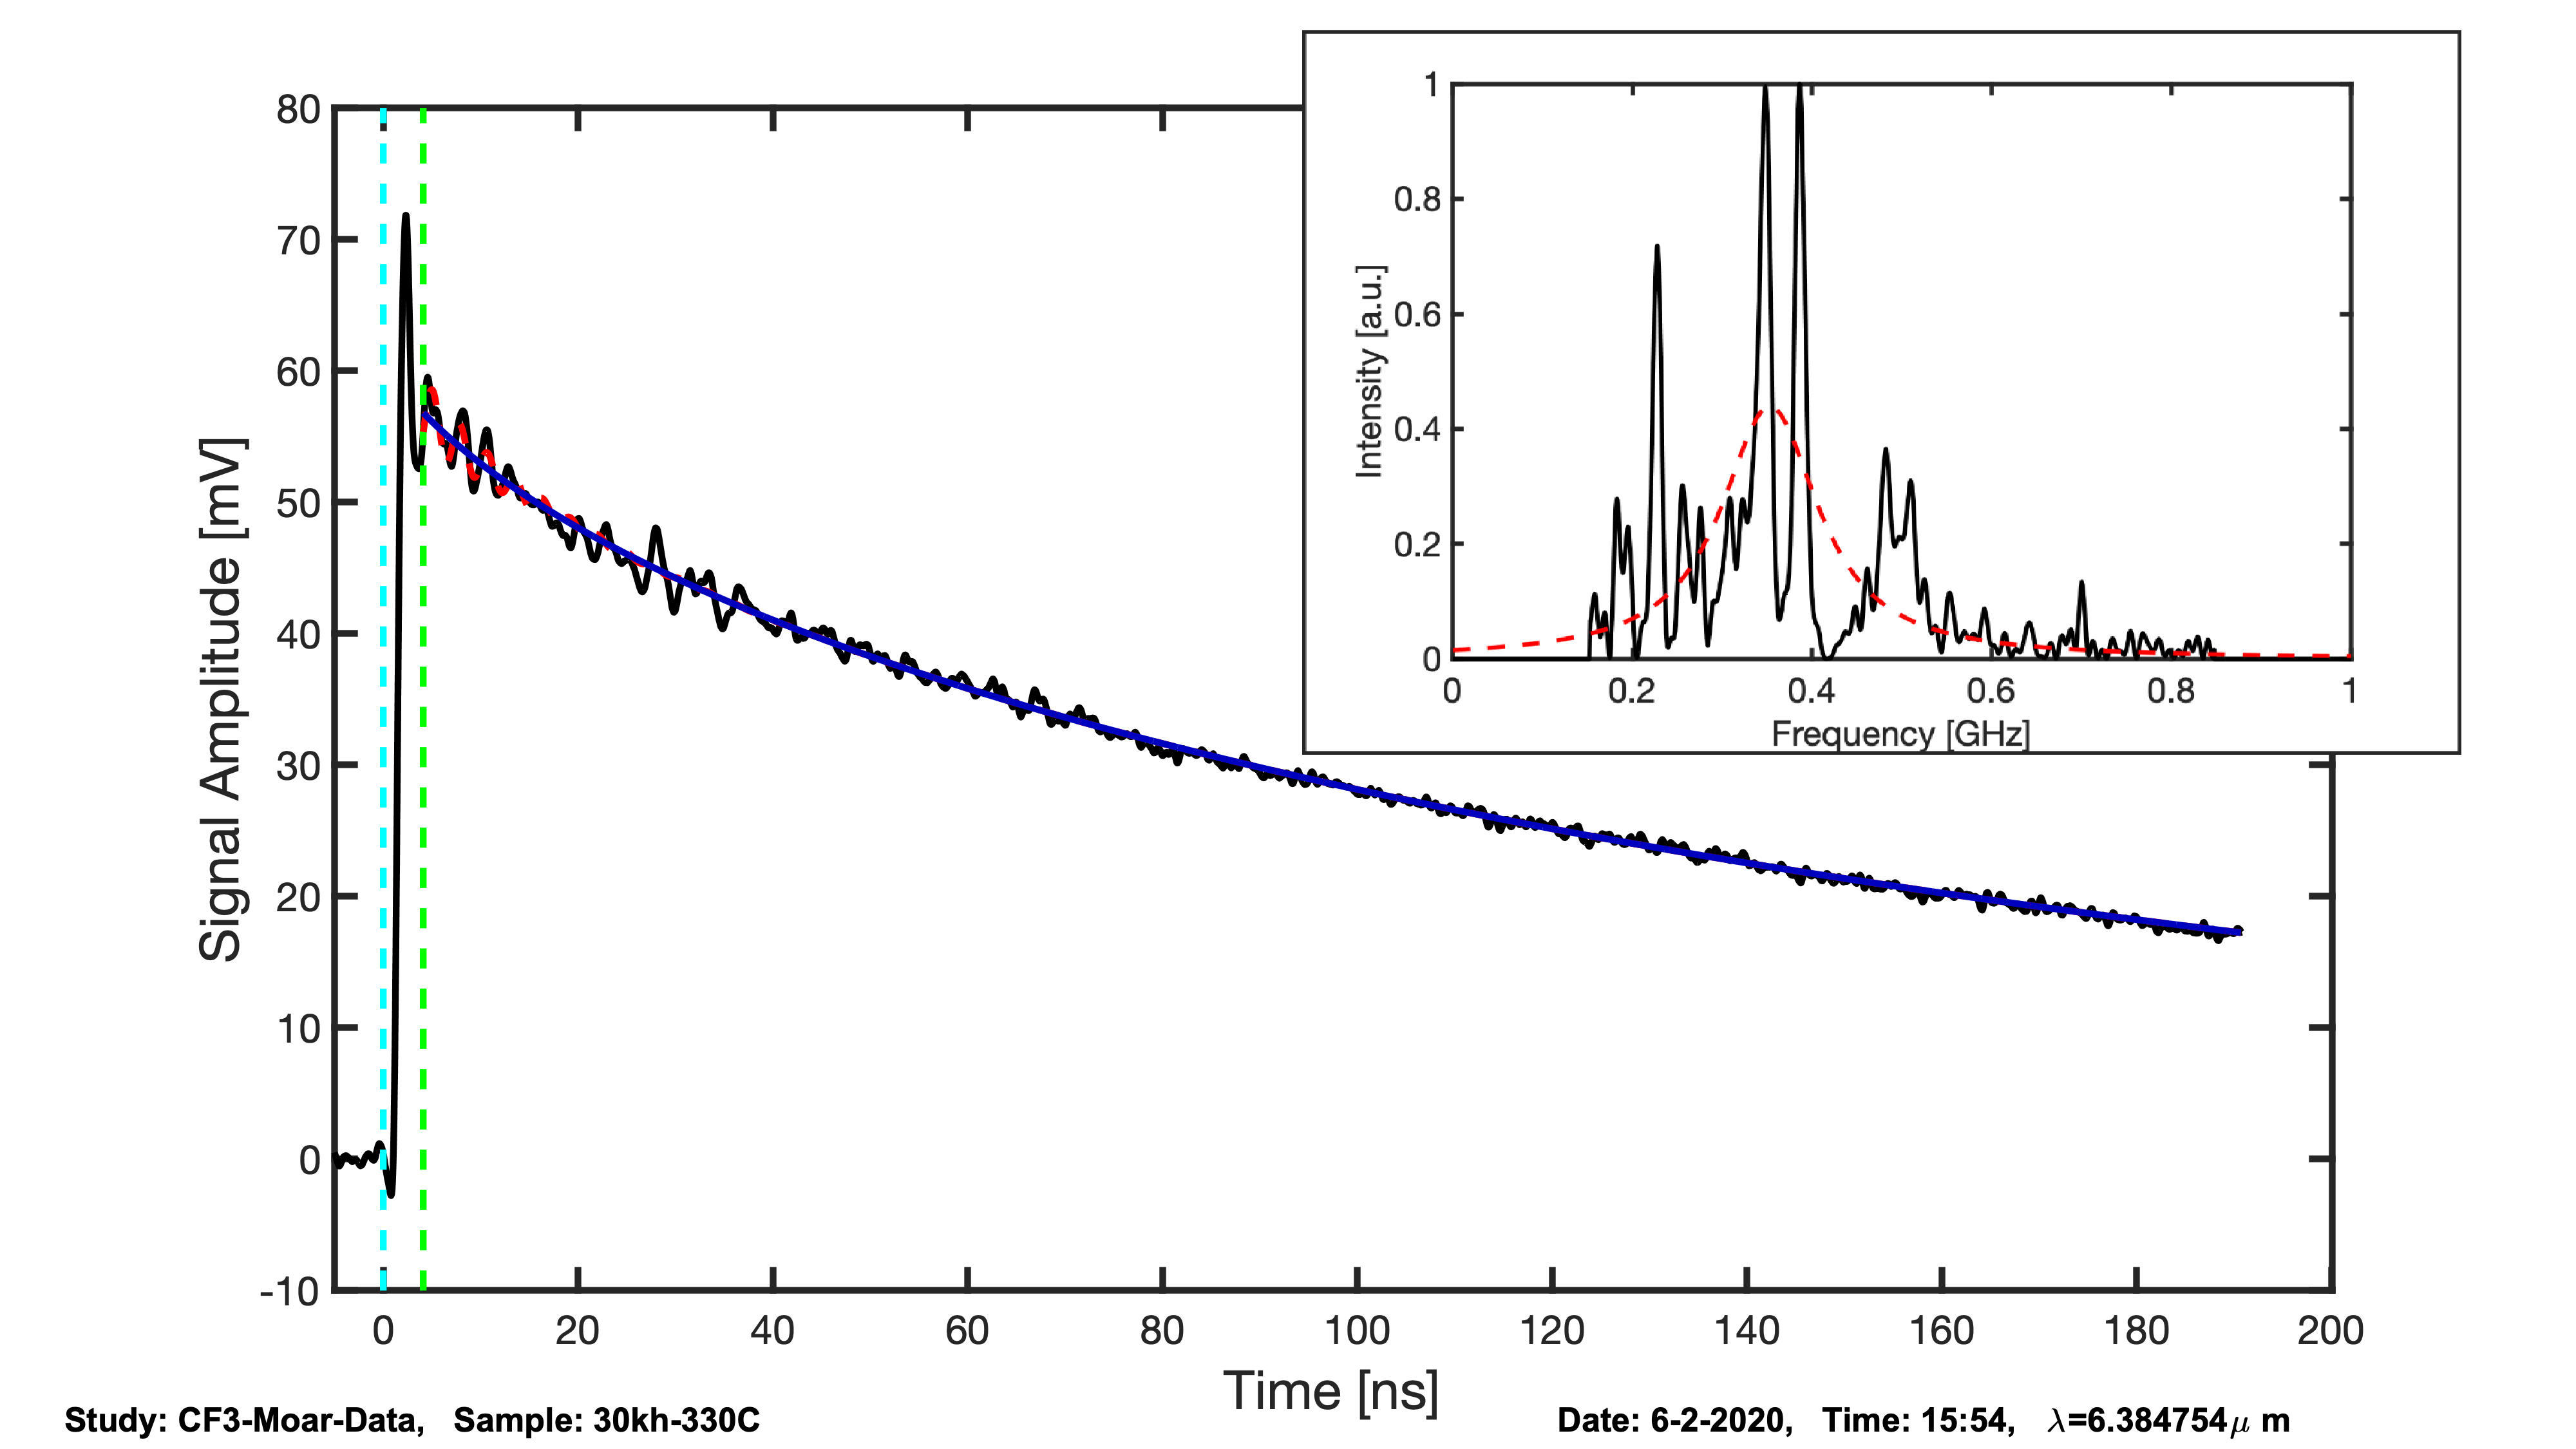 1
0.8
0.6
0.4
0.2
0
Intensity [a.u.]
0 0.2 0.4 0.6 0.8 1
Frequency [GHz]
80
70
60
50
40
30
20
10
0
-10
Signal Amplitude [mV]
0 20 40 60 80 100 120 140 160 180 200
Time [ns]
Study: CF3-Moar-Data, Sample: 30kh-330C
Date: 6-2-2020, Time: 15:54, λ=6.384754μ m